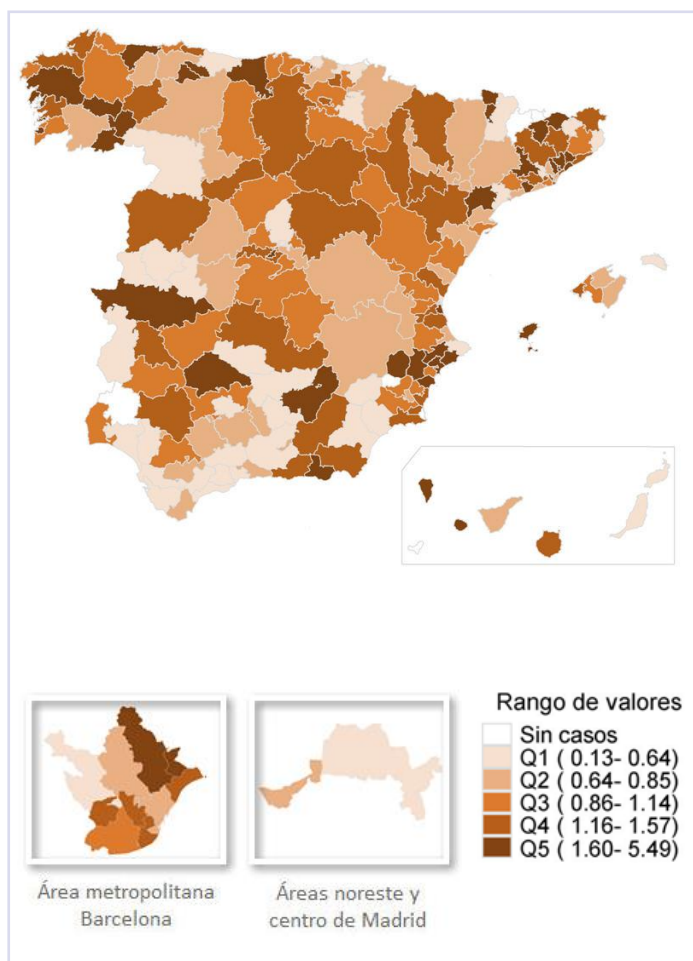 Rango de valores
Sin casos
Q1 ( 0.13- 0.64)
Q2 ( 0.64- 0.85)
Q3 ( 0.86- 1.14)
Q4 ( 1.16- 1.57)
Q5 ( 1.60- 5.49)
Área metropolitana
Barcelona
Áreas noreste y
centro de Madrid